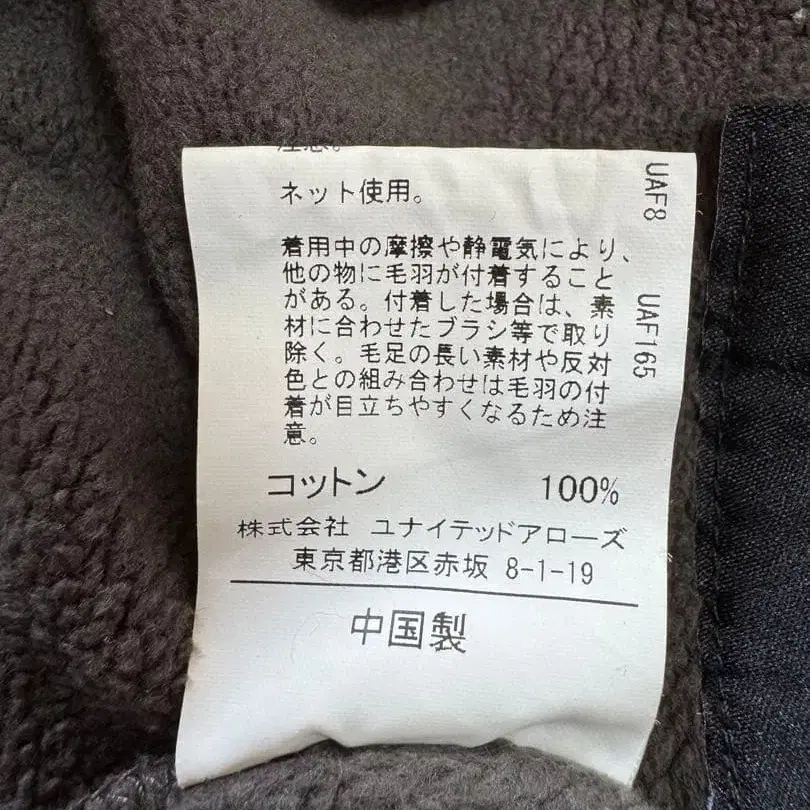 注意。
ネット使用。
着用中の摩擦や静電気により、
他の物に毛羽が付着すること
がある。付着した場合は、素
材に合わせたブラシ等で取り
除く。毛足の長い素材や反対
色との組み合わせは毛羽の付
着が目立ちやすくなるため注
意。
コットン 100%
株式会社 ユナイテッドアローズ
東京都港区赤坂 8-1-19
中国製
UAF8
UAF165